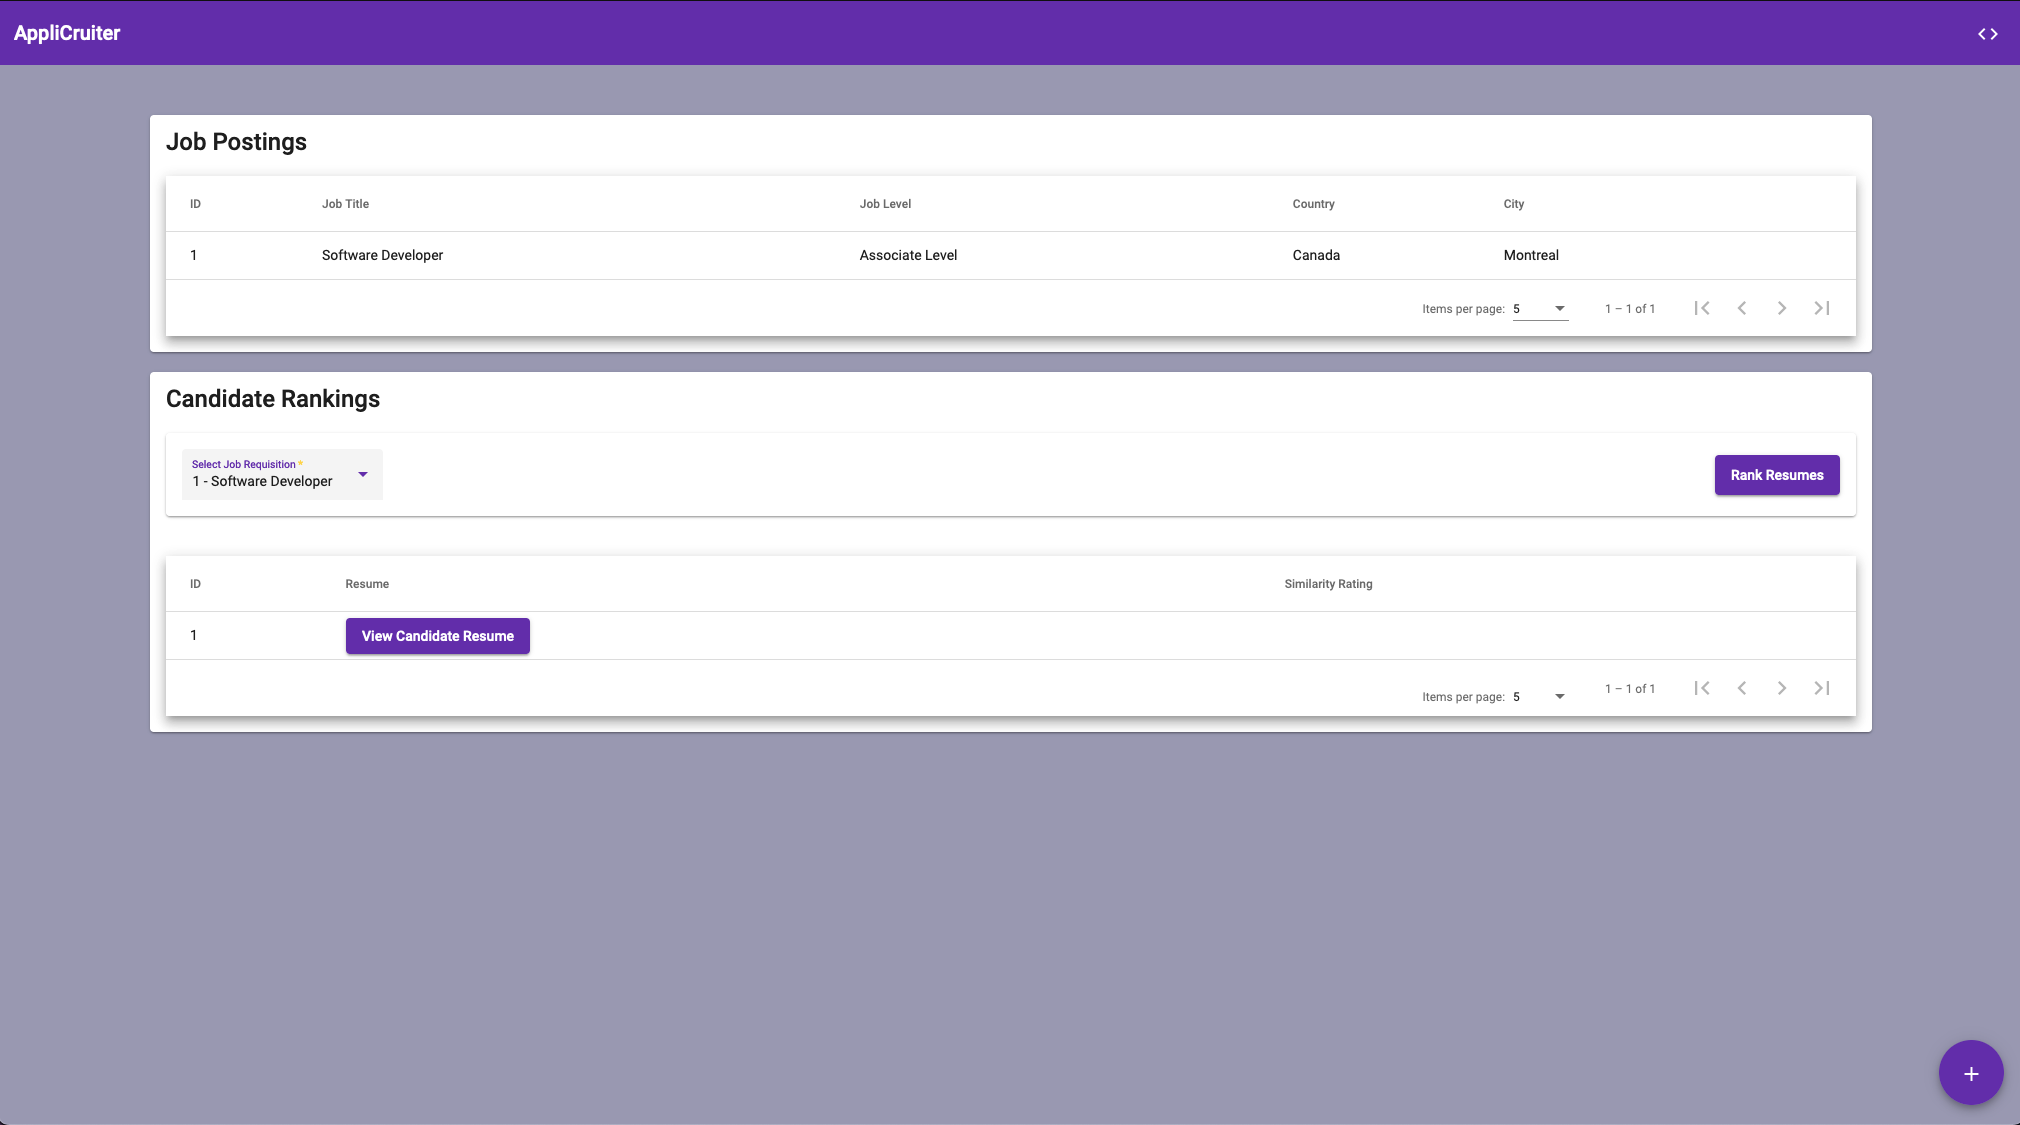 AppliCruiter
Job Postings
ID Job Title Job Level Country City
1 Software Developer Associate Level Canada Montreal
Items per page: 5 1 – 1 of 1
Candidate Rankings
Select Job Requisition *
1 - Software Developer
Rank Resumes
ID Resume Similarity Rating
1 View Candidate Resume
Items per page: 5 1 – 1 of 1